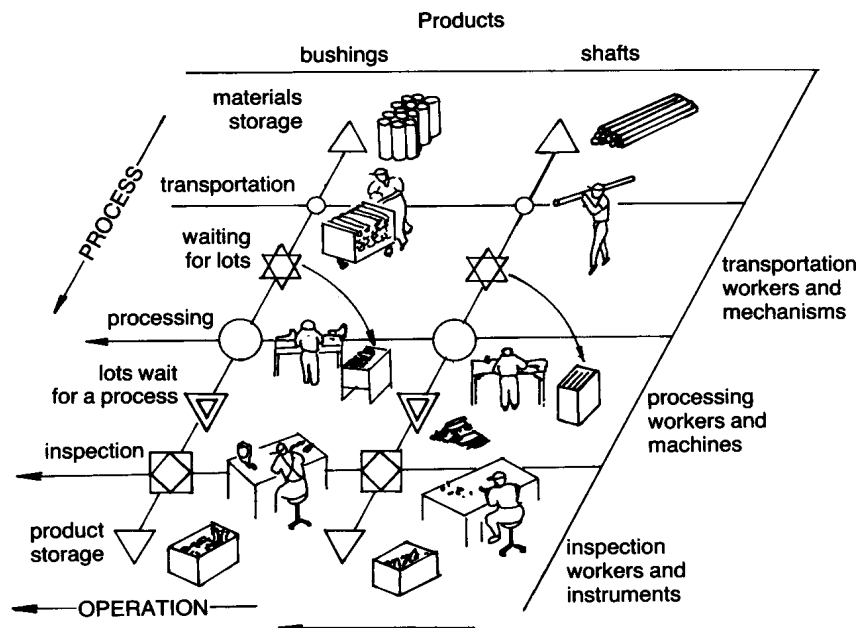 Products
bushings
shafts
materials
storage
transportation
PROCESS
waiting
for lots
transportation
workers and
mechanisms
processing
lots wait
for a process
processing
workers and
machines
inspection
product
storage
inspection
workers and
instruments
OPERATION